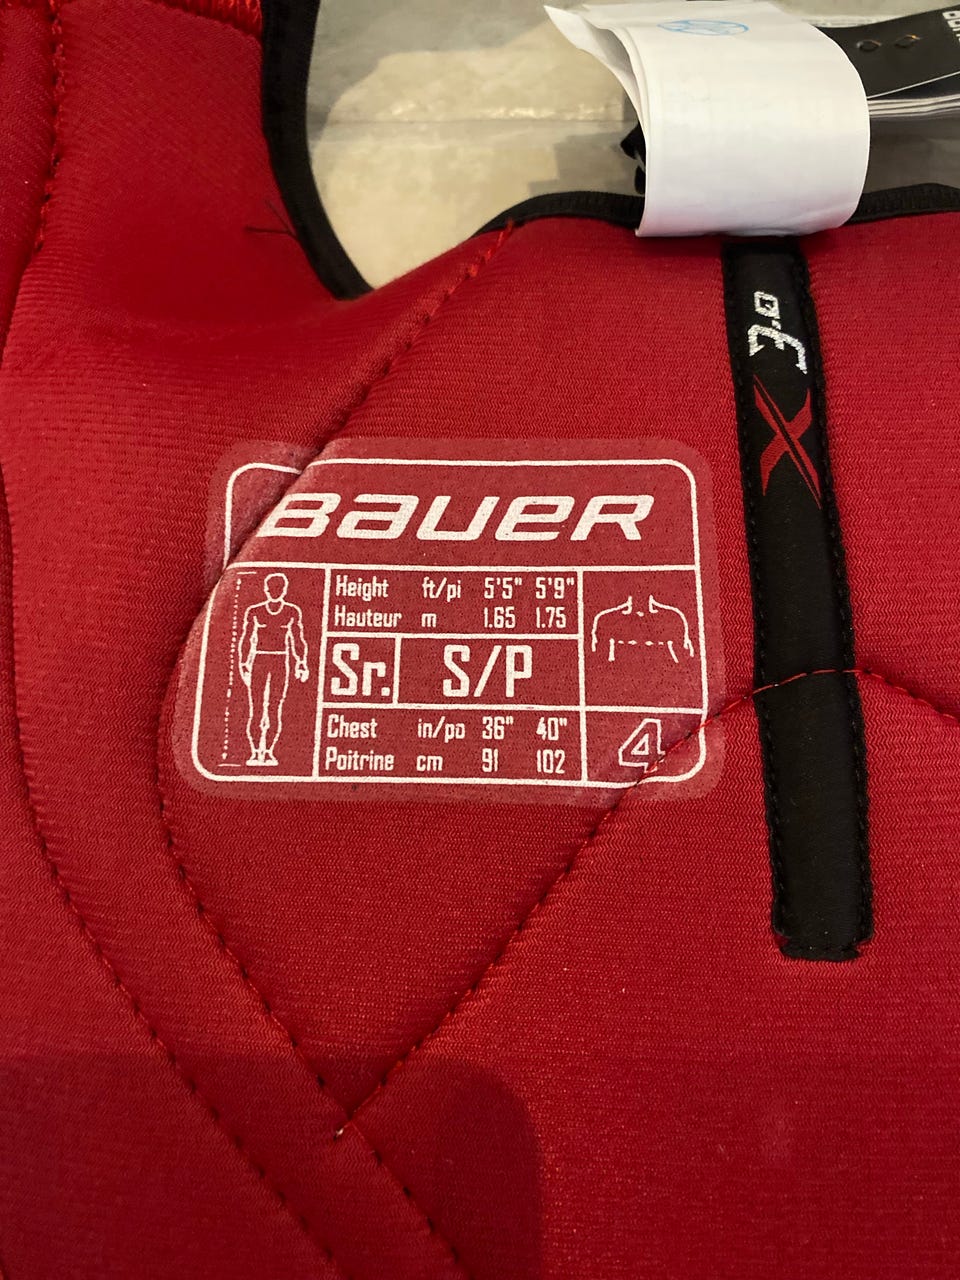 3.0
X
BAUER
Height ft/pi 5'5" 5'9"
Hauteur m 1.65 1.75
Sr. S/P
Chest in/po 36" 40"
Poitrine cm 91 102
4